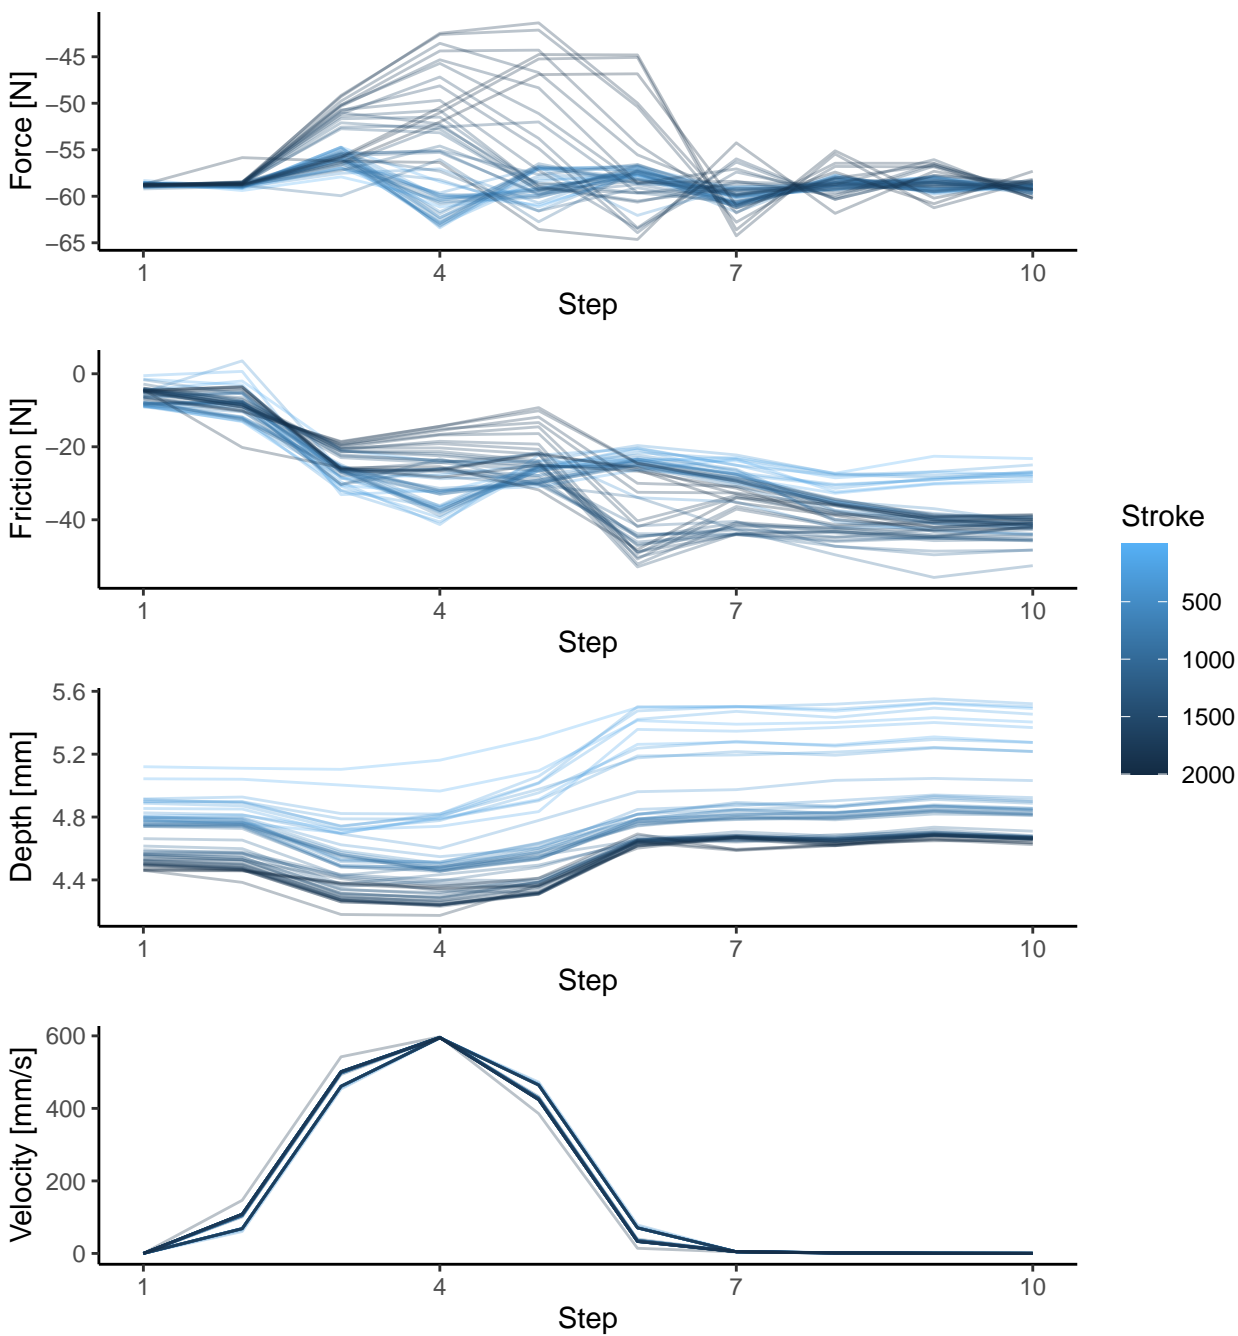 Force [N]
−45
−50
−55
−60
−65
1 4 7 10
Step
Friction [N]
0
−20
−40
1 4 7 10
Step
Depth [mm]
5.6
5.2
4.8
4.4
1 4 7 10
Step
Velocity [mm/s]
600
400
200
0
1 4 7 10
Step
Stroke
500
1000
1500
2000